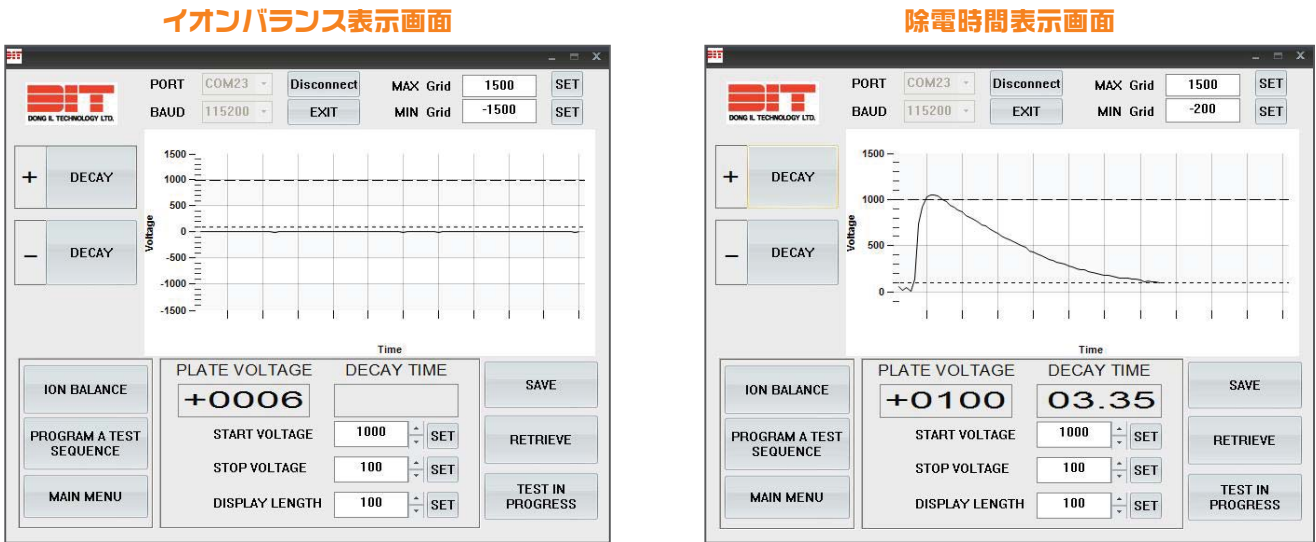 イオンバランス表示画面
DIT
DONG IL TECHNOLOGY LTD.
PORT COM23 Disconnect MAX Grid 1500 SET
BAUD 115200 EXIT MIN Grid -1500 SET
+ DECAY
- DECAY
Voltage
1500
1000
500
0
-500
-1000
-1500
Time
ION BALANCE
PROGRAM A TEST
SEQUENCE
MAIN MENU
PLATE VOLTAGE DECAY TIME
+0006
START VOLTAGE 1000 SET
STOP VOLTAGE 100 SET
DISPLAY LENGTH 100 SET
SAVE
RETRIEVE
TEST IN
PROGRESS
除電時間表示画面
DIT
DONG IL TECHNOLOGY LTD.
PORT COM23 Disconnect MAX Grid 1500 SET
BAUD 115200 EXIT MIN Grid -200 SET
+ DECAY
- DECAY
Voltage
1500
1000
500
0
Time
ION BALANCE
PROGRAM A TEST
SEQUENCE
MAIN MENU
PLATE VOLTAGE DECAY TIME
+0100 03.35
START VOLTAGE 1000 SET
STOP VOLTAGE 100 SET
DISPLAY LENGTH 100 SET
SAVE
RETRIEVE
TEST IN
PROGRESS